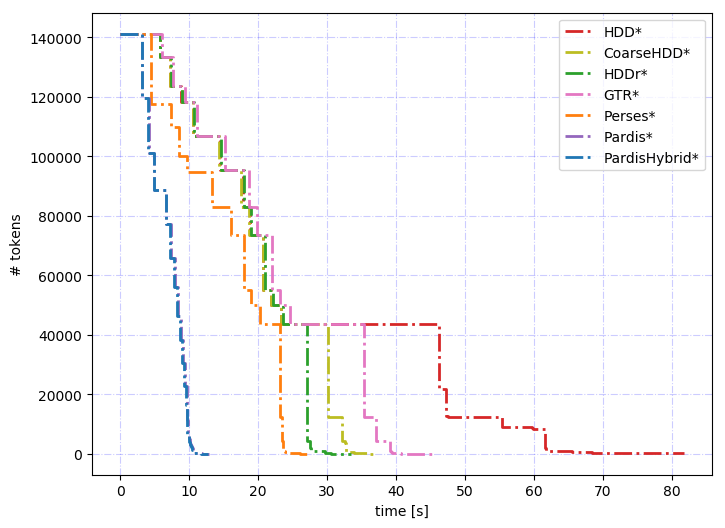 140000
120000
100000
80000
60000
40000
20000
0
# tokens
0 10 20 30 40 50 60 70 80
time [s]
HDD*
CoarseHDD*
HDDr*
GTR*
Perses*
Pardis*
PardisHybrid*